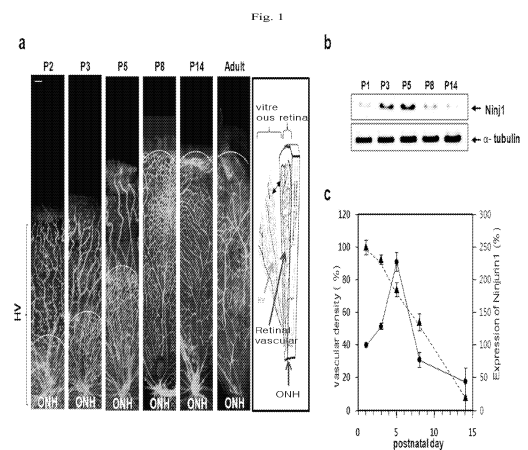 Fig. 1
a
P2 P3 P5 P8 P14 Adult
vitre
ous retina
HV
Retinal
vascular
ONH
ONH ONH ONH ONH ONH ONH
b
P1 P3 P5 P8 P14
Ninj1
α- tubulin
c
Vascular density ( % )
120
100
80
60
40
20
0
Expression of Ninjurin1 (%)
300
250
200
150
100
50
0
0 5 10 15
postnatal day